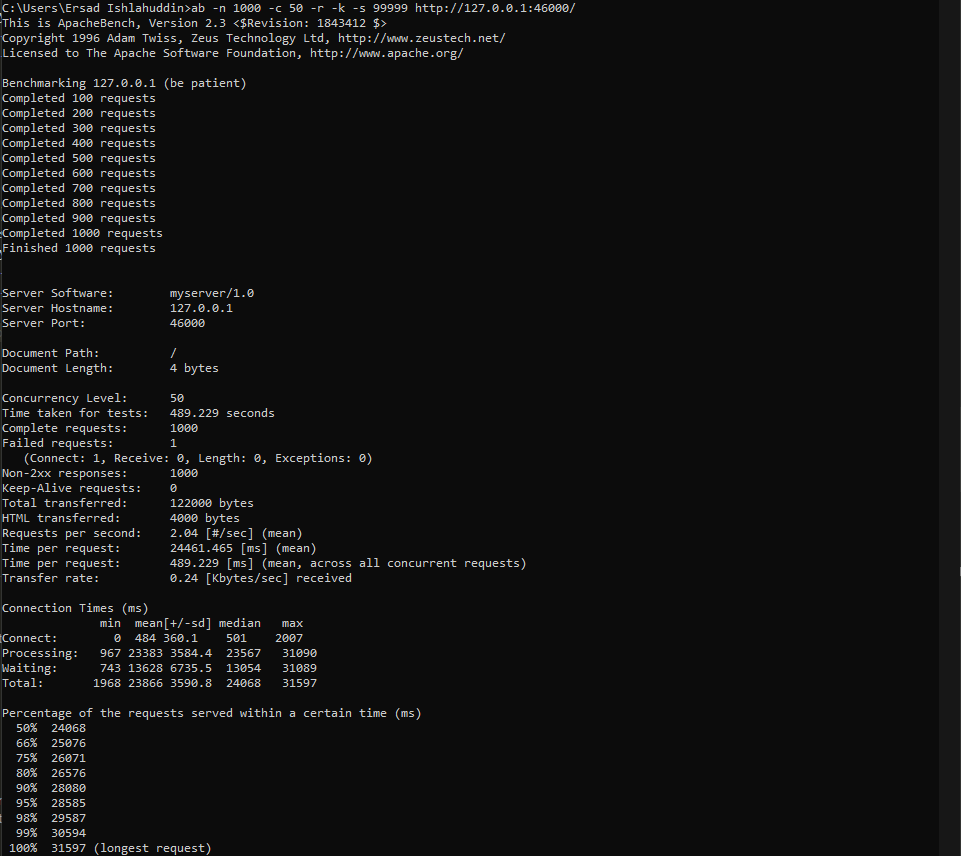 C:\Users\Ersad Ishlahuddin>ab -n 1000 -c 50 -r -k -s 99999 http://127.0.0.1:46000/
This is ApacheBench, Version 2.3 <$Revision: 1843412 $>
Copyright 1996 Adam Twiss, Zeus Technology Ltd, http://www.zeustech.net/
Licensed to The Apache Software Foundation, http://www.apache.org/

Benchmarking 127.0.0.1 (be patient)
Completed 100 requests
Completed 200 requests
Completed 300 requests
Completed 400 requests
Completed 500 requests
Completed 600 requests
Completed 700 requests
Completed 800 requests
Completed 900 requests
Completed 1000 requests
Finished 1000 requests

Server Software:        myserver/1.0
Server Hostname:        127.0.0.1
Server Port:            46000

Document Path:          /
Document Length:        4 bytes

Concurrency Level:      50
Time taken for tests:   489.229 seconds
Complete requests:      1000
Failed requests:        1
   (Connect: 1, Receive: 0, Length: 0, Exceptions: 0)
Non-2xx responses:      1000
Keep-Alive requests:    0
Total transferred:      122000 bytes
HTML transferred:       4000 bytes
Requests per second:    2.04 [#/sec] (mean)
Time per request:       24461.465 [ms] (mean)
Time per request:       489.229 [ms] (mean, across all concurrent requests)
Transfer rate:          0.24 [Kbytes/sec] received

Connection Times (ms)
              min  mean[+/-sd] median   max
Connect:        0  484 360.1    501    2007
Processing:   967 23383 3584.4  23567   31090
Waiting:      743 13628 6735.5  13054   31089
Total:       1968 23866 3590.8  24068   31597

Percentage of the requests served within a certain time (ms)
  50%  24068
  66%  25076
  75%  26071
  80%  26576
  90%  28080
  95%  28585
  98%  29587
  99%  30594
 100%  31597 (longest request)